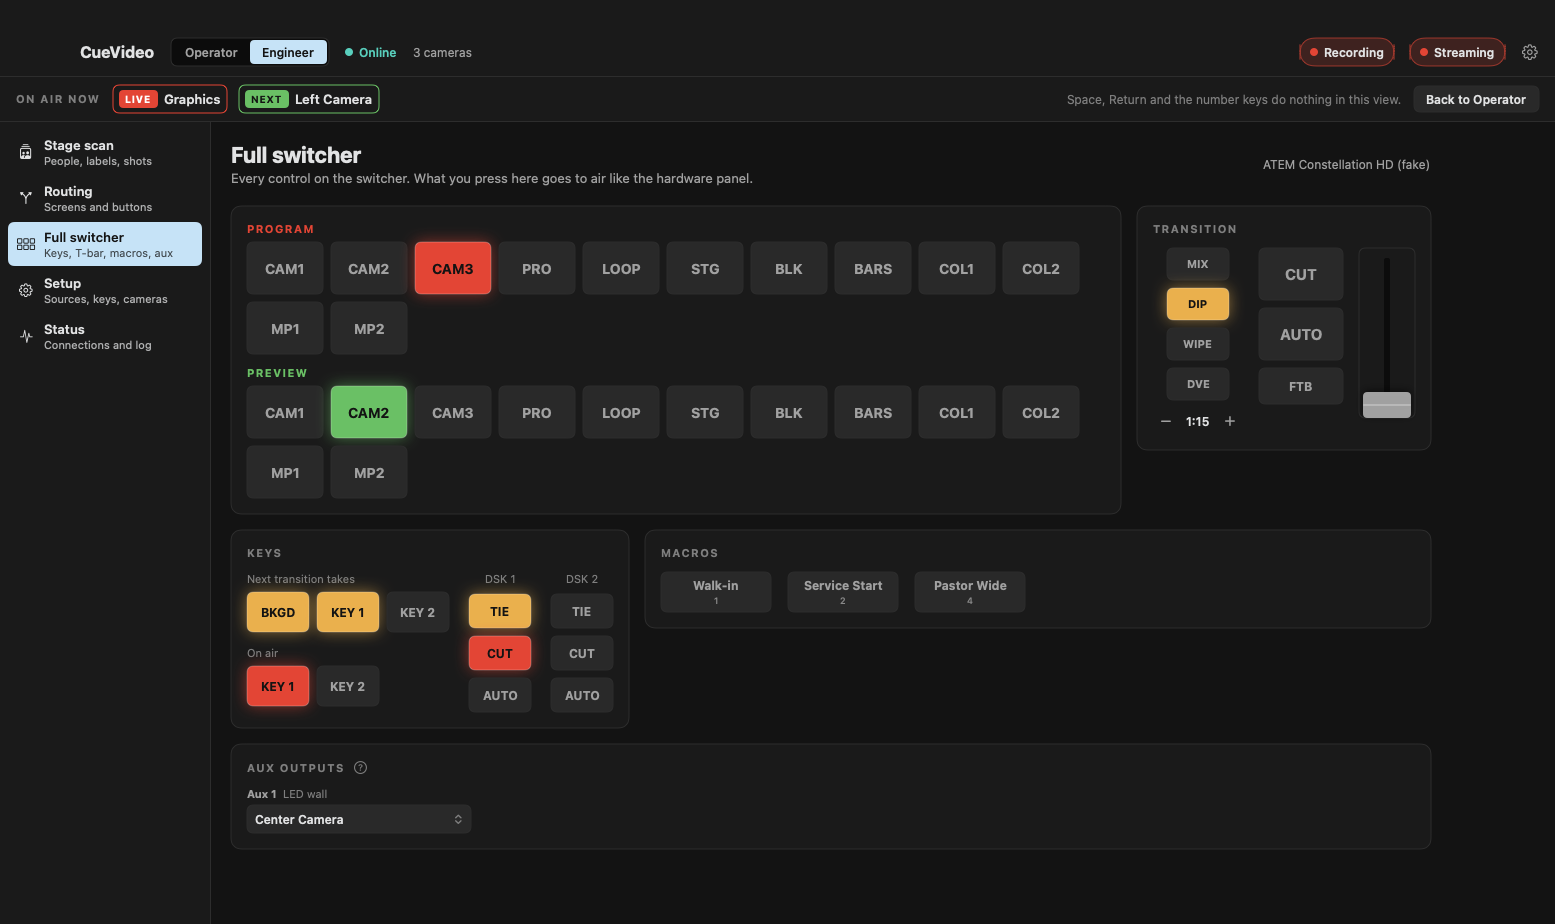 CueVideo
Operator
Engineer
Online
3 cameras
Recording
Streaming
ON AIR NOW
LIVE Graphics
NEXT Left Camera
Space, Return and the number keys do nothing in this view.
Back to Operator
Stage scan
People, labels, shots
Routing
Screens and buttons
Full switcher
Keys, T-bar, macros, aux
Setup
Sources, keys, cameras
Status
Connections and log
Full switcher
Every control on the switcher. What you press here goes to air like the hardware panel.
ATEM Constellation HD (fake)
PROGRAM
CAM1 CAM2 CAM3 PRO LOOP STG BLK BARS COL1 COL2
MP1 MP2
PREVIEW
CAM1 CAM2 CAM3 PRO LOOP STG BLK BARS COL1 COL2
MP1 MP2
TRANSITION
MIX
DIP
WIPE
DVE
− 1:15 +
CUT
AUTO
FTB
KEYS
Next transition takes
BKGD KEY 1 KEY 2
On air
KEY 1 KEY 2
DSK 1
TIE
CUT
AUTO
DSK 2
TIE
CUT
AUTO
MACROS
Walk-in
1
Service Start
2
Pastor Wide
4
AUX OUTPUTS ?
Aux 1 LED wall
Center Camera